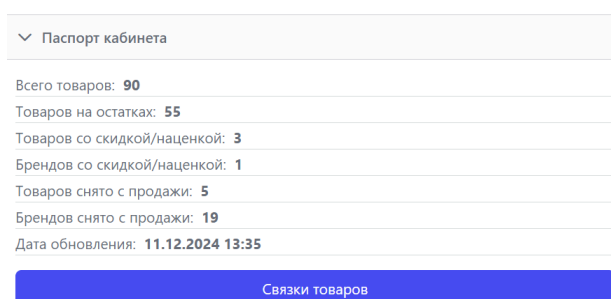 Паспорт кабинета
Всего товаров: 90
Товаров на остатках: 55
Товаров со скидкой/наценкой: 3
Брендов со скидкой/наценкой: 1
Товаров снято с продажи: 5
Брендов снято с продажи: 19
Дата обновления: 11.12.2024 13:35
Связки товаров